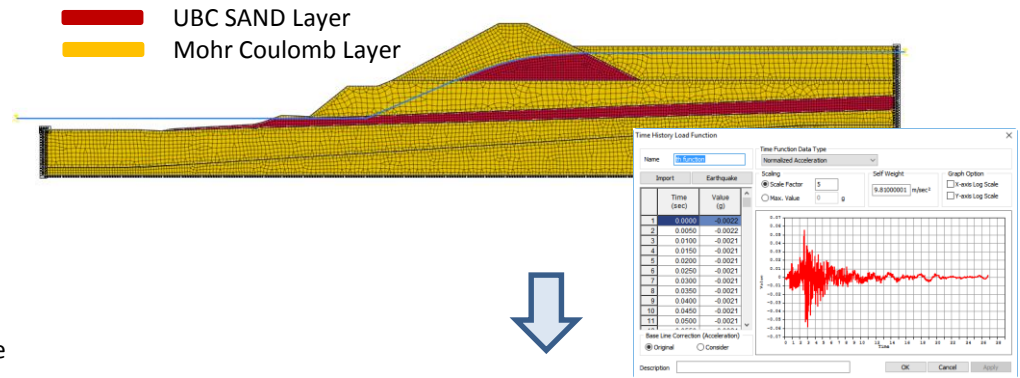 UBC SAND Layer
Mohr Coulomb Layer
Time History Load Function
Name
Time Function Data Type
Normalized Acceleration
Import Earthquake
Scaling
Scale Factor 5
Max. Value 0 g
Self Weight
9.81000001 m/sec²
Graph Option
X-axis Log Scale
Y-axis Log Scale
Time (sec) Value (g)
1 0.0000 -0.0022
2 0.0050 -0.0022
3 0.0100 -0.0021
4 0.0150 -0.0021
5 0.0200 -0.0021
6 0.0250 -0.0021
7 0.0300 -0.0021
8 0.0350 -0.0021
9 0.0400 -0.0021
10 0.0450 -0.0021
11 0.0500 -0.0021
Value
Time
Base Line Correction (Acceleration)
Original Consider
e
Description
OK Cancel Apply